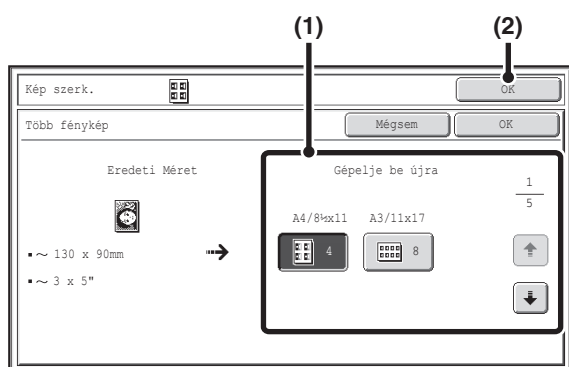 (1) (2)
Kép szerk. OK
Több fénykép Mégsem OK
Eredeti Méret Gépelje be újra
1
5
A4/8½x11 A3/11x17
4 8
~ 130 x 90mm
~ 3 x 5"